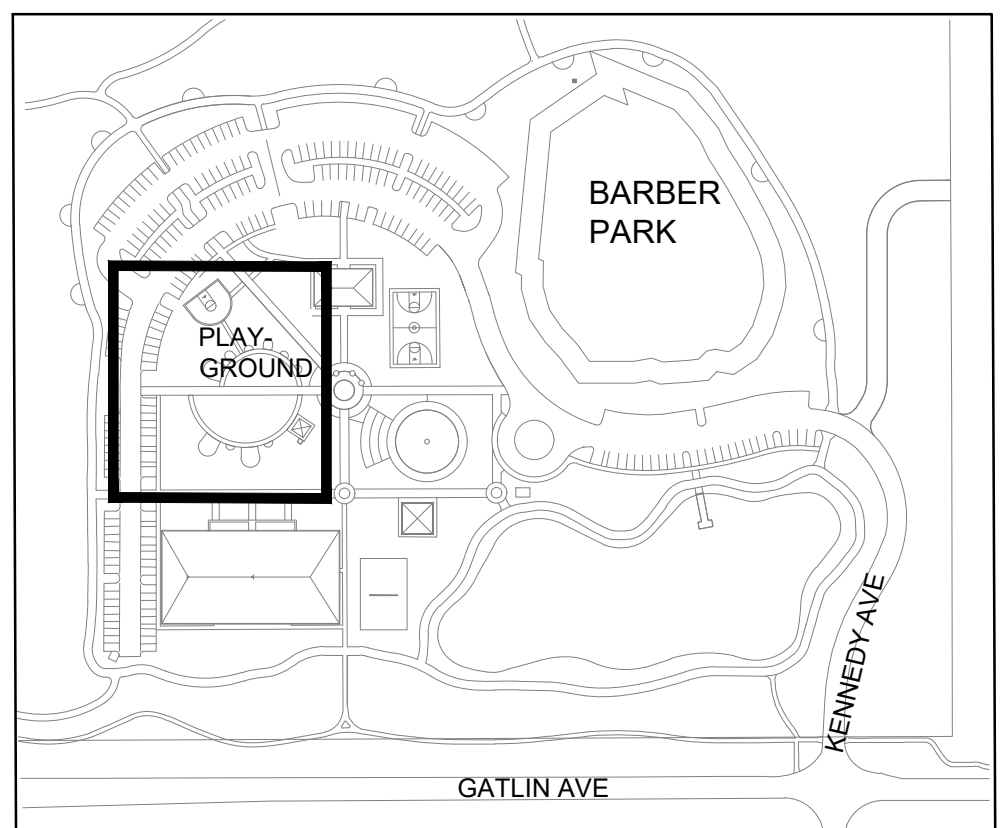 BARBER
PARK
PLAY-
GROUND
KENNEDY AVE
GATLIN AVE